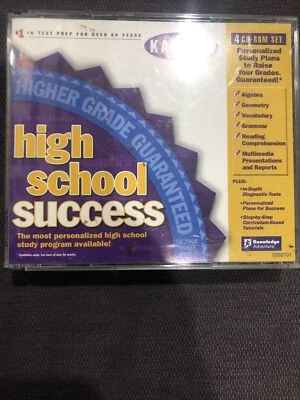 #1 IN TEST PREP FOR OVER 60 YEARS
KA
4 CD-ROM SET
Personalized
Study Plans
to Raise
Your Grades.
Guaranteed!*
HIGHER GRADE GUARANTEED
✓ Algebra
✓ Geometry
✓ Vocabulary
✓ Grammar
✓ Reading
Comprehension
✓ Multimedia
Presentations
and Reports
high
school
success
The most personalized high school
study program available!
PLUS:
•In-Depth
Diagnostic Tests
•Personalized
Plans for Success
•Step-by-Step
Curriculum-Based
Tutorials
Knowledge
Adventure